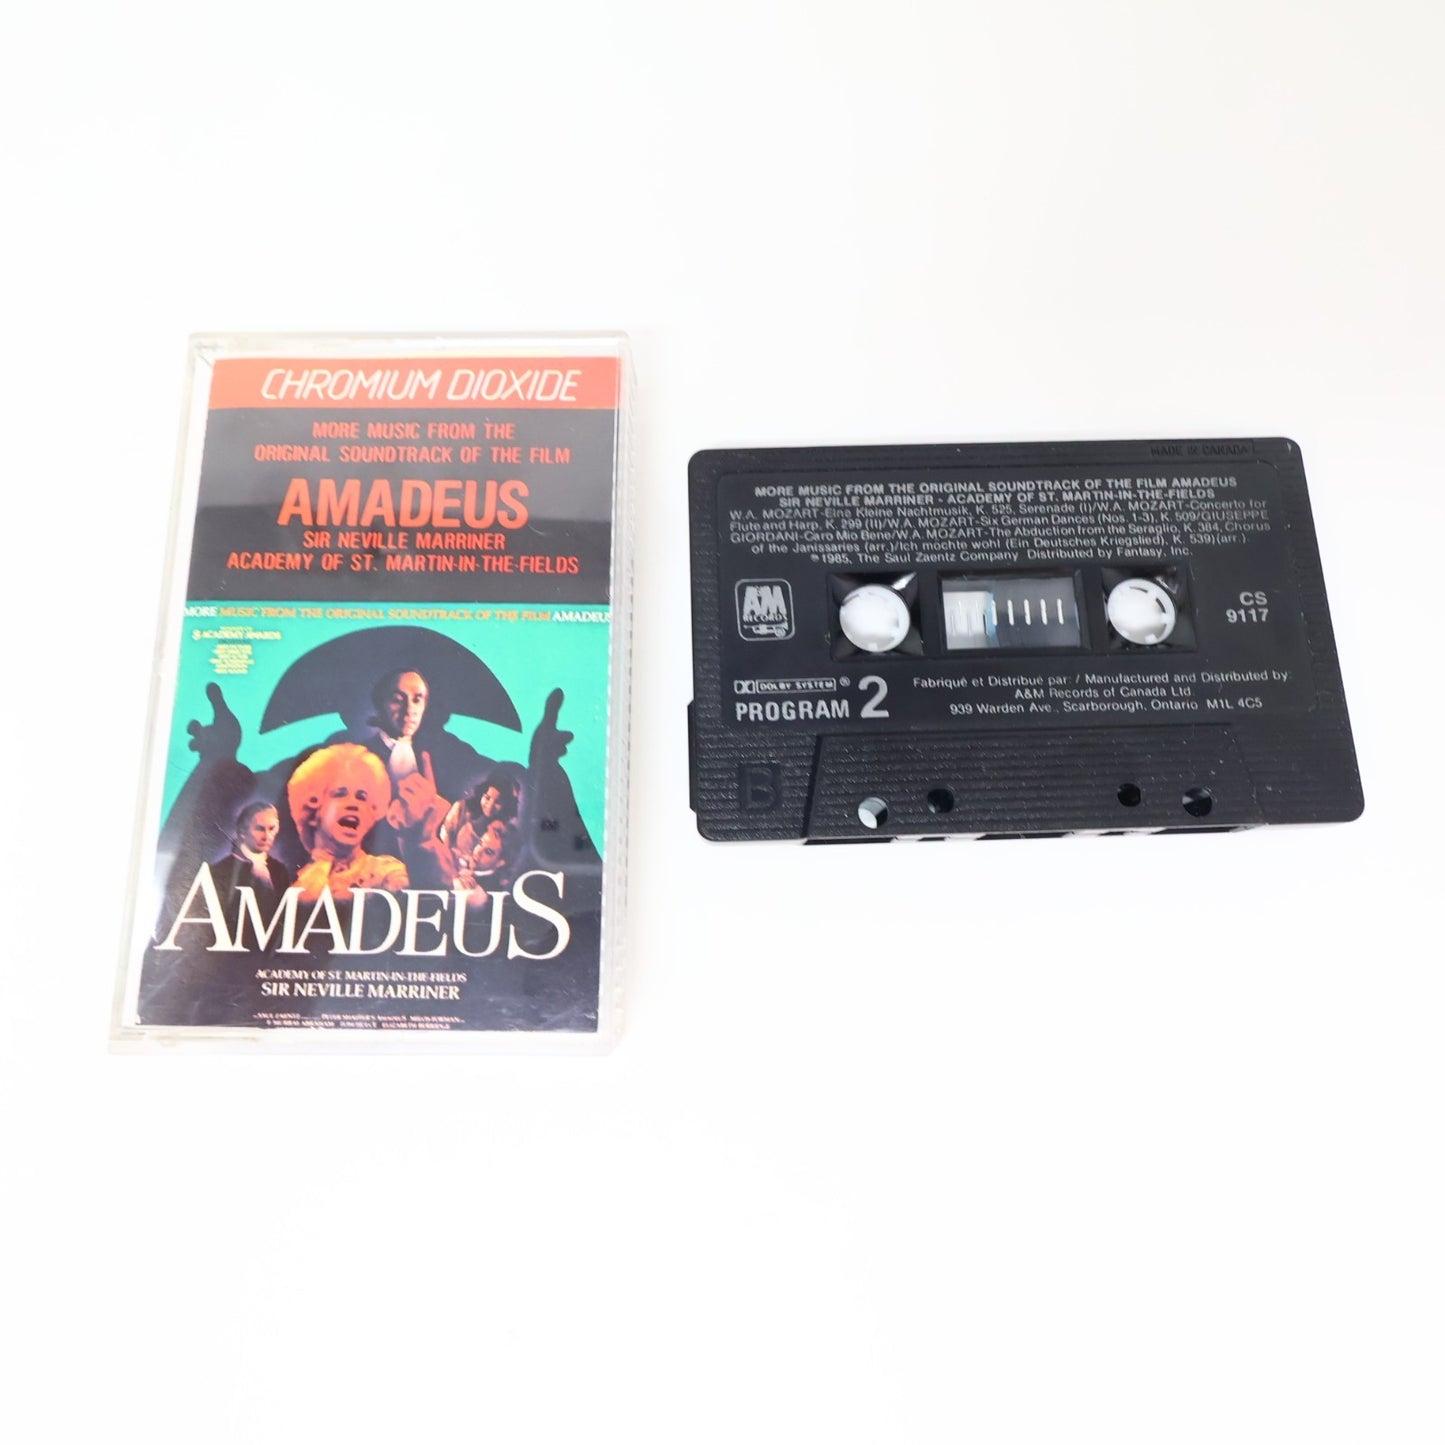 CHROMIUM DIOXIDE
MORE MUSIC FROM THE
ORIGINAL SOUNDTRACK OF THE FILM
AMADEUS
SIR NEVILLE MARRINER
ACADEMY OF ST. MARTIN-IN-THE-FIELDS
MORE MUSIC FROM THE ORIGINAL SOUNDTRACK OF THE FILM AMADEUS
8 ACADEMY AWARDS
AMADEUS
ACADEMY OF ST. MARTIN-IN-THE-FIELDS
SIR NEVILLE MARRINER
MADE IN CANADA
MORE MUSIC FROM THE ORIGINAL SOUNDTRACK OF THE FILM AMADEUS
SIR NEVILLE MARRINER - ACADEMY OF ST. MARTIN-IN-THE-FIELDS
W.A. MOZART-Eine Kleine Nachtmusik, K. 525, Serenade (I)/W.A. MOZART-Concerto for
Flute and Harp, K. 299 (II)/W.A. MOZART-Six German Dances (Nos. 1-3), K. 509/GIUSEPPE
GIORDANI-Caro Mio Bene/W.A. MOZART-The Abduction from the Seraglio, K. 384, Chorus
of the Janissaries (arr.)/Ich mochte wohl (Ein Deutsches Kriegslied), K. 539)(arr.).
℗1985, The Saul Zaentz Company Distributed by Fantasy, Inc.
A&M
RECORDS
CS
9117
DOLBY SYSTEM ®
PROGRAM 2
Fabriqué et Distribué par: / Manufactured and Distributed by:
A&M Records of Canada Ltd.
939 Warden Ave., Scarborough, Ontario M1L 4C5
B